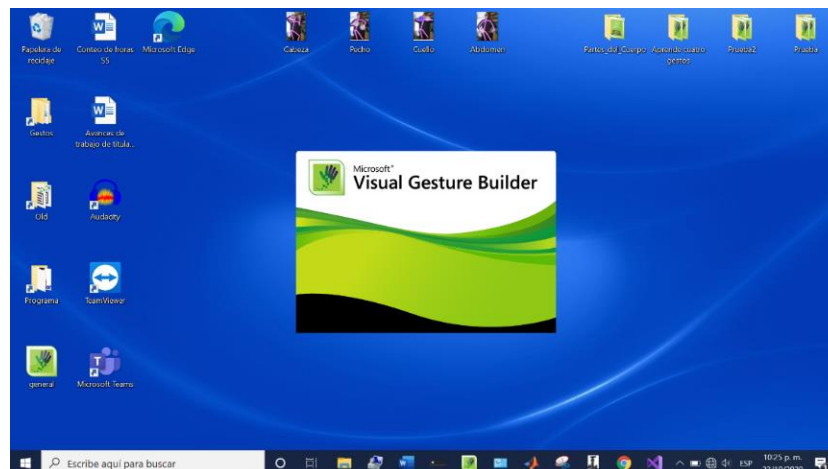 Papelera de
reciclaje
Conteo de horas
SS
Microsoft Edge
Cabeza
Pecho
Cuello
Abdomen
Partes_del_Cuerpo
Aprende cuatro
gestos
Prueba2
Prueba
Gestos
Avances de
trabajo de titula...
Microsoft®
Visual Gesture Builder
Old
Audacity
Programa
TeamViewer
general
Microsoft Teams
Escribe aquí para buscar
ESP
10:25 p. m.